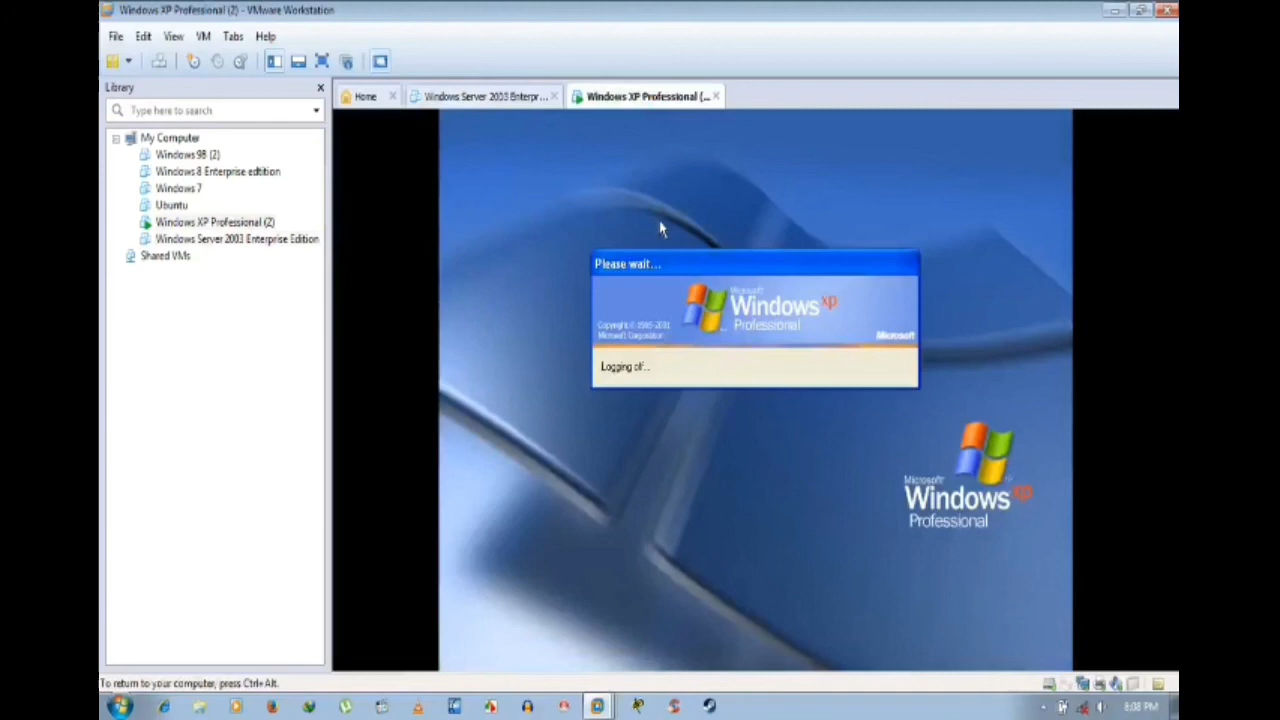 Windows XP Professional (2) - VMware Workstation
File Edit View VM Tabs Help
Library
Home
Windows Server 2003 Enterpr...
Windows XP Professional (...
Type here to search
My Computer
Windows 98 (2)
Windows 8 Enterprise edtition
Windows 7
Ubuntu
Windows XP Professional (2)
Windows Server 2003 Enterprise Edition
Shared VMs
Please wait...
Microsoft
Windows xp
Professional
Copyright © 1985-2001
Microsoft Corporation
Microsoft
Logging off...
Microsoft
Windows xp
Professional
To return to your computer, press Ctrl+Alt.
8:08 PM